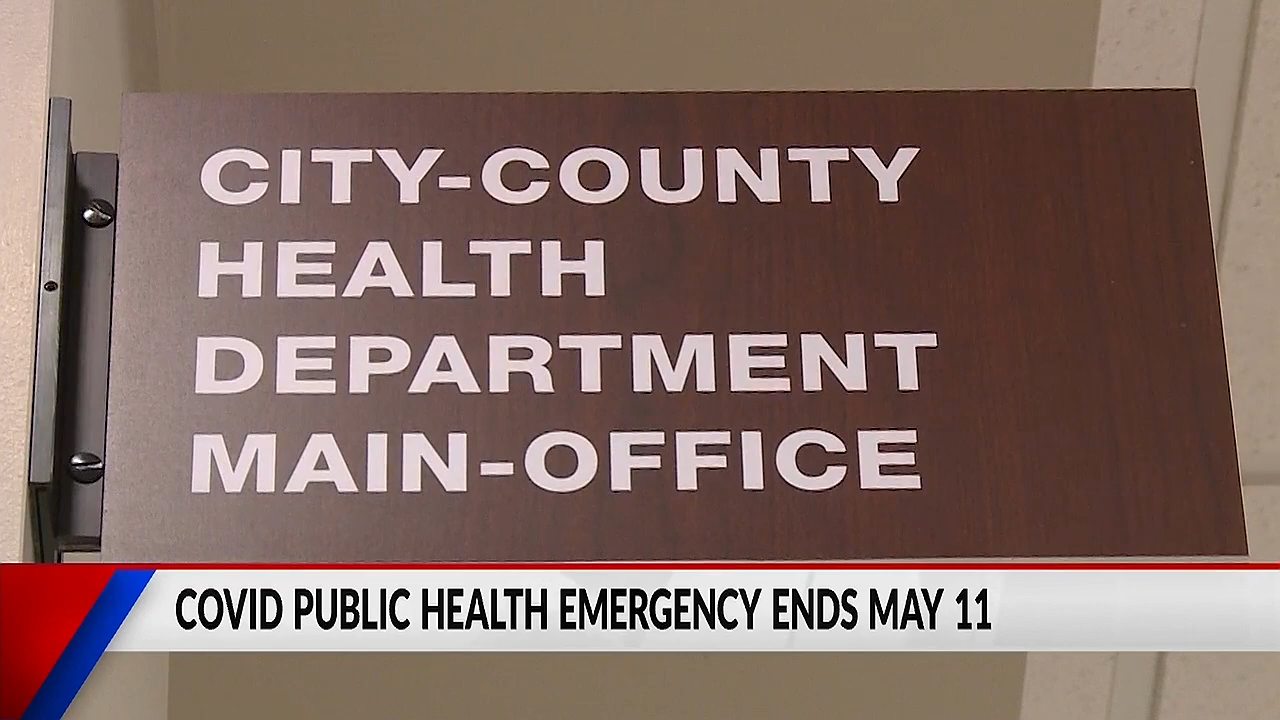 CITY-COUNTY
HEALTH
DEPARTMENT
MAIN-OFFICE
COVID PUBLIC HEALTH EMERGENCY ENDS MAY 11